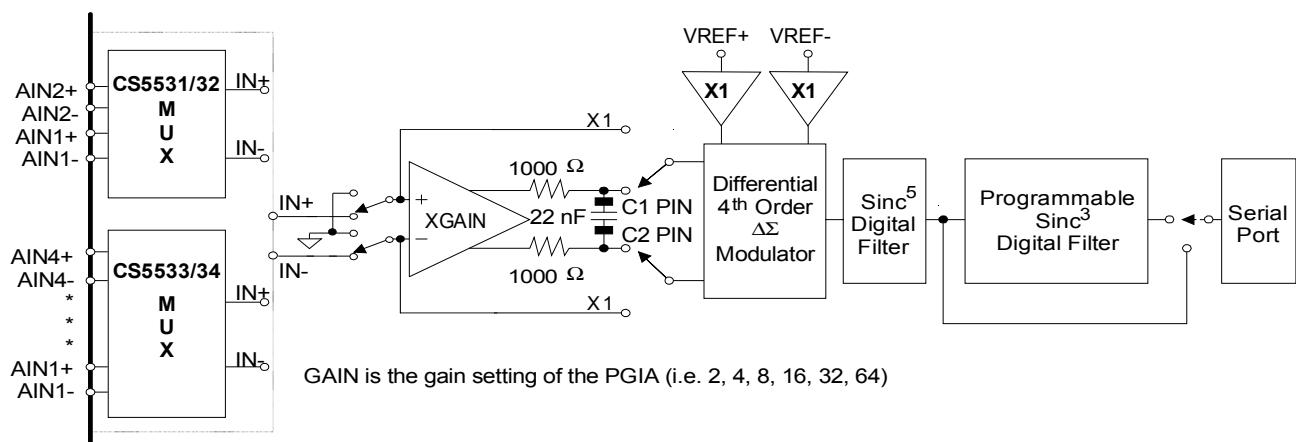 VREF+ VREF-
X1 X1
CS5531/32
M
U
X
AIN2+
AIN2-
AIN1+
AIN1-
IN+
IN-
IN+
IN-
X1
+
XGAIN
−
1000 Ω
22 nF
C1 PIN
C2 PIN
1000 Ω
X1
Differential
4th Order
ΔΣ
Modulator
Sinc5
Digital
Filter
Programmable
Sinc3
Digital Filter
Serial
Port
CS5533/34
M
U
X
AIN4+
AIN4-
*
*
*
AIN1+
AIN1-
IN+
IN-
GAIN is the gain setting of the PGIA (i.e. 2, 4, 8, 16, 32, 64)